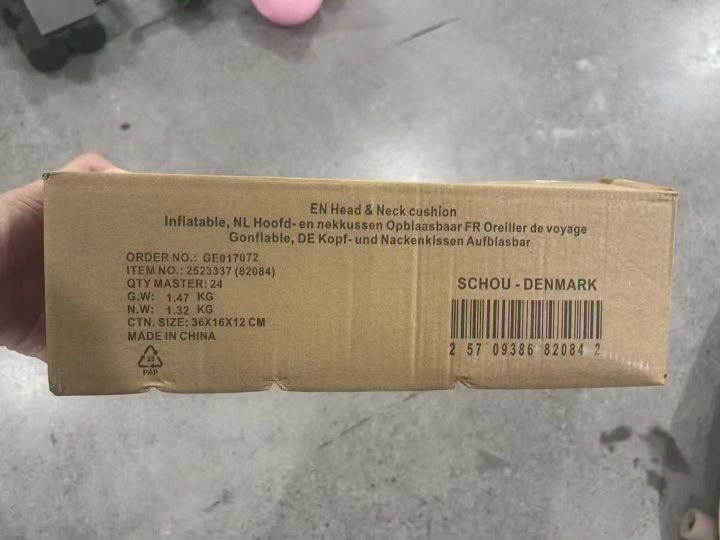 EN Head & Neck cushion
Inflatable, NL Hoofd- en nekkussen Opblaasbaar FR Oreiller de voyage
Gonflable, DE Kopf- und Nackenkissen Aufblasbar
ORDER NO.: GE017072
ITEM NO.: 2523337 (82084)
QTY MASTER: 24
G.W: 1.47 KG
N.W: 1.32 KG
CTN. SIZE: 36X16X12 CM
MADE IN CHINA
20
PAP
SCHOU - DENMARK
2 57 09386 82084 2